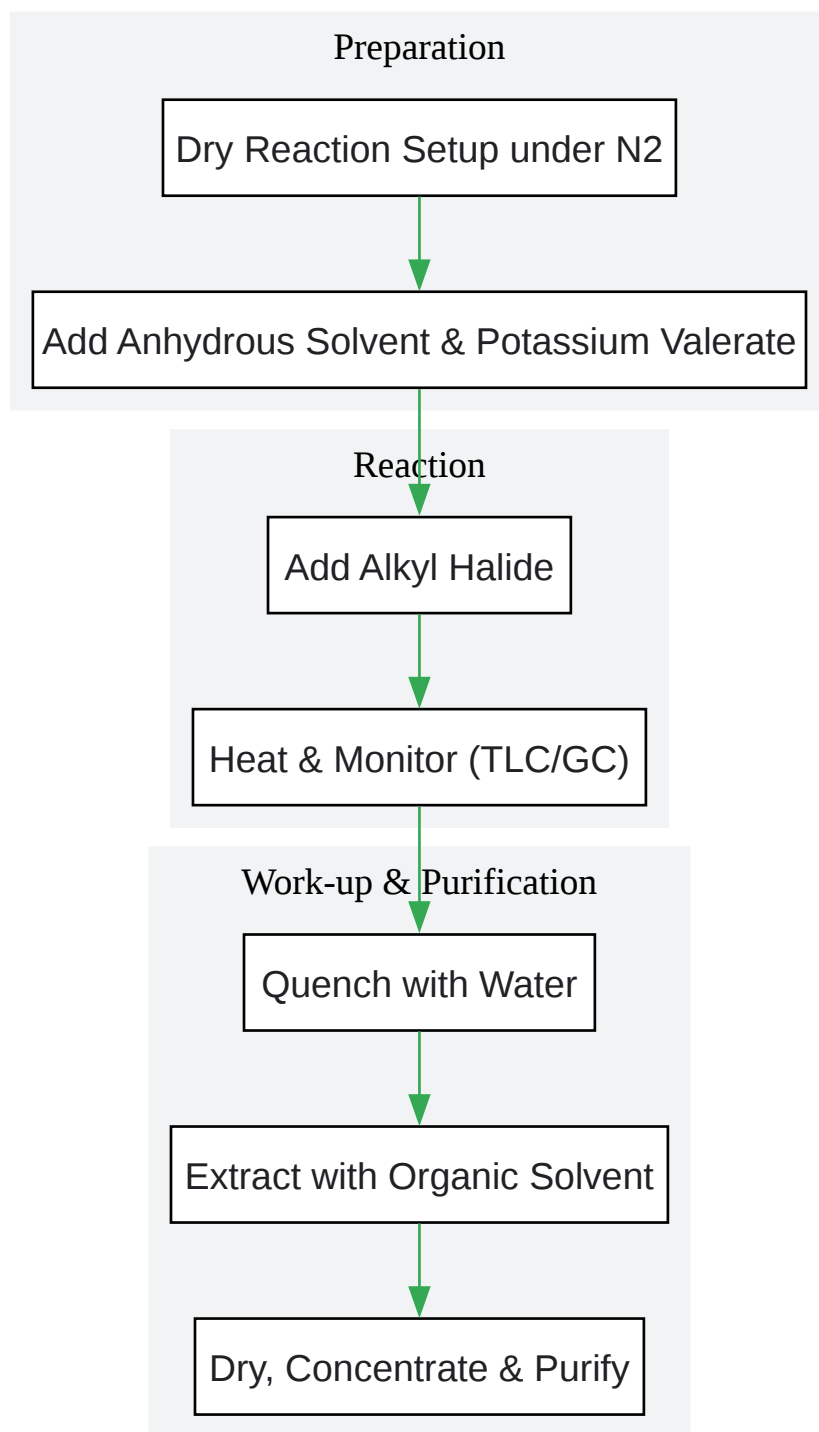 Preparation
Dry Reaction Setup under N2
Add Anhydrous Solvent & Potassium Valerate
Reaction
Add Alkyl Halide
Heat & Monitor (TLC/GC)
Work-up & Purification
Quench with Water
Extract with Organic Solvent
Dry, Concentrate & Purify